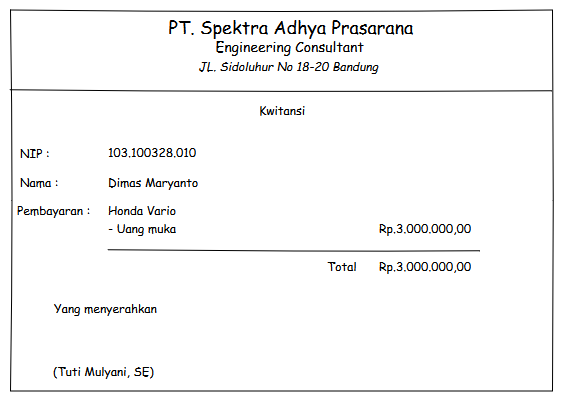 PT. Spektra Adhya Prasarana
Engineering Consultant
JL. Sidoluhur No 18-20 Bandung
Kwitansi
NIP : 103.100328.010
Nama : Dimas Maryanto
Pembayaran : Honda Vario
- Uang muka Rp.3.000.000,00
Total Rp.3.000.000,00
Yang menyerahkan
(Tuti Mulyani, SE)